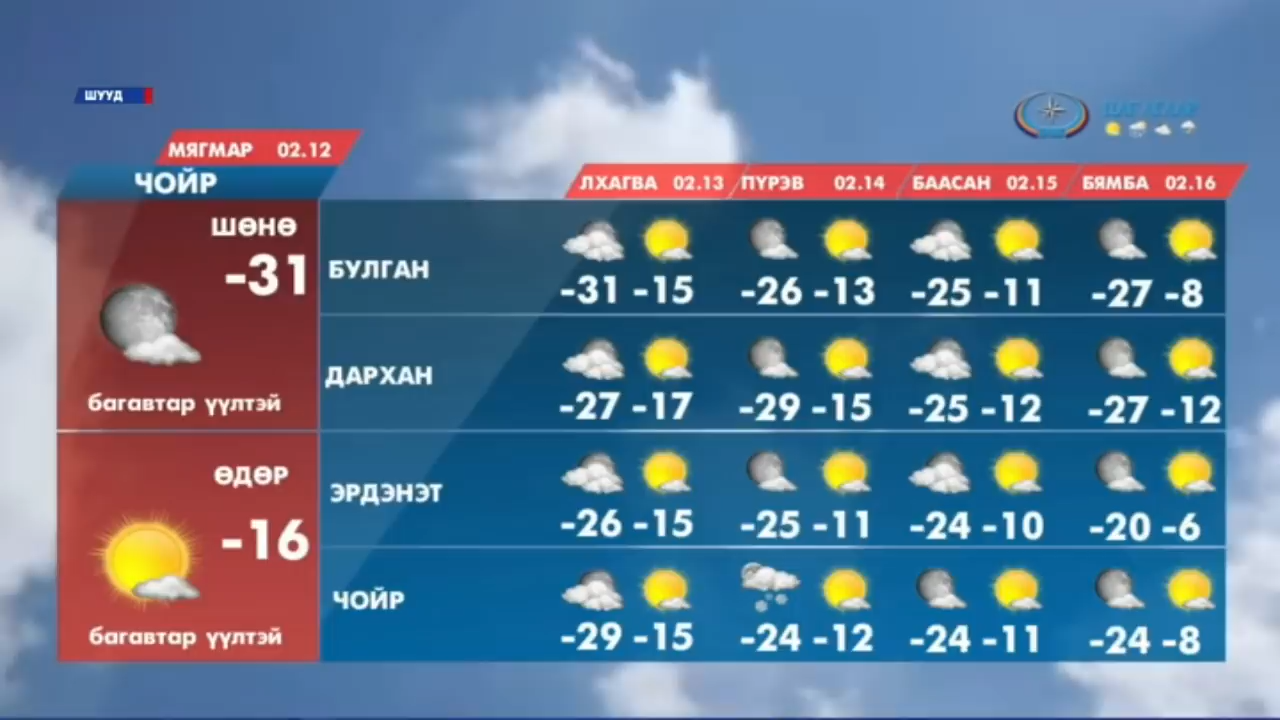 ШУУД
МЯГМАР 02.12
ЧОЙР
ШӨНӨ
-31
багавтар үүлтэй
ӨДӨР
-16
багавтар үүлтэй
ЛХАГВА 02.13 ПҮРЭВ 02.14 БААСАН 02.15 БЯМБА 02.16
БУЛГАН -31 -15 -26 -13 -25 -11 -27 -8
ДАРХАН -27 -17 -29 -15 -25 -12 -27 -12
ЭРДЭНЭТ -26 -15 -25 -11 -24 -10 -20 -6
ЧОЙР -29 -15 -24 -12 -24 -11 -24 -8